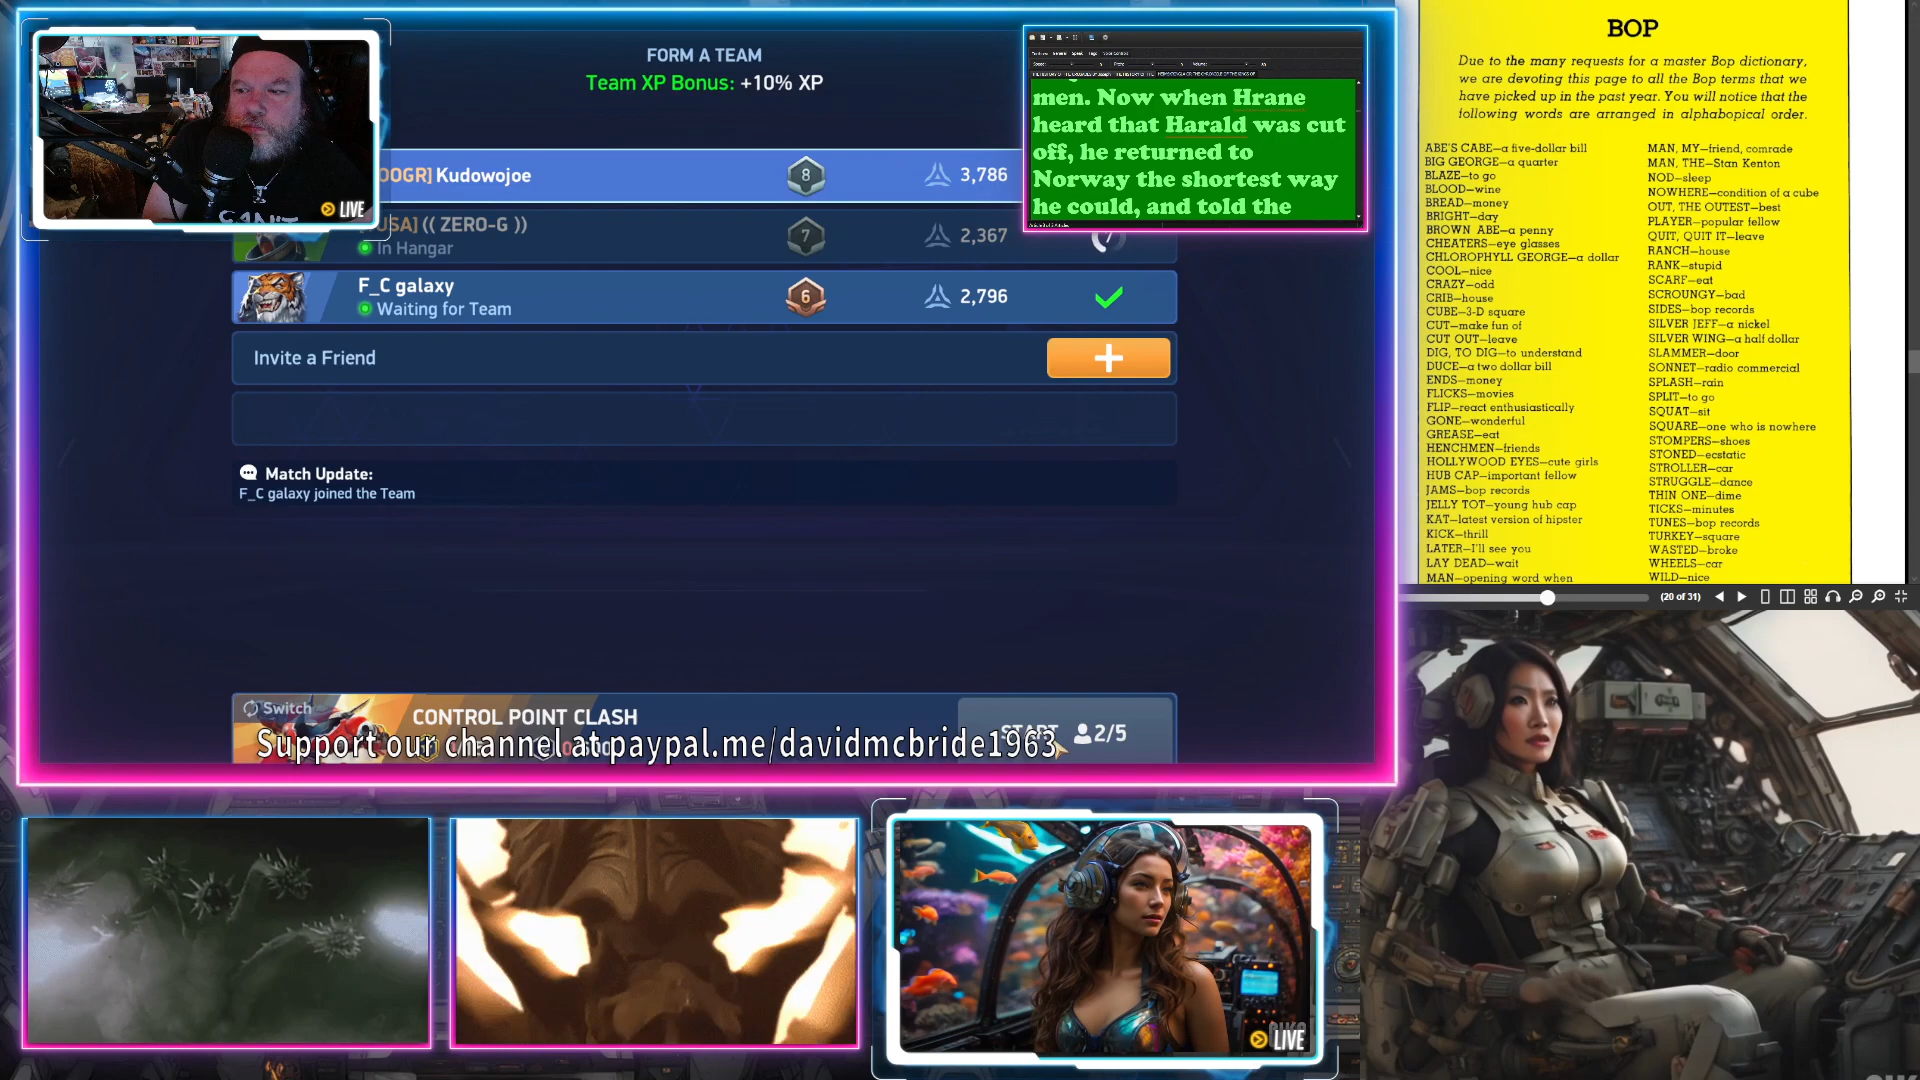 FORM A TEAM
Team XP Bonus: +10% XP
OOGR] Kudowojoe
8
3,786
USA] (( ZERO-G ))
In Hangar
7
2,367
7
F_C galaxy
Waiting for Team
6
2,796
Invite a Friend
Match Update:
F_C galaxy joined the Team
Switch
CONTROL POINT CLASH
START
2/5
Support our channel at paypal.me/davidmcbride1963
LIVE
men. Now when Hrane
heard that Harald was cut
off, he returned to
Norway the shortest way
he could, and told the
BOP
Due to the many requests for a master Bop dictionary,
we are devoting this page to all the Bop terms that we
have picked up in the past year. You will notice that the
following words are arranged in alphabopical order.
ABE'S CABE—a five-dollar bill
BIG GEORGE—a quarter
BLAZE—to go
BLOOD—wine
BREAD—money
BRIGHT—day
BROWN ABE—a penny
CHEATERS—eye glasses
CHLOROPHYLL GEORGE—a dollar
COOL—nice
CRAZY—odd
CRIB—house
CUBE—3-D square
CUT—make fun of
CUT OUT—leave
DIG, TO DIG—to understand
DUCE—a two dollar bill
ENDS—money
FLICKS—movies
FLIP—react enthusiastically
GONE—wonderful
GREASE—eat
HENCHMEN—friends
HOLLYWOOD EYES—cute girls
HUB CAP—important fellow
JAMS—bop records
JELLY TOT—young hub cap
KAT—latest version of hipster
KICK—thrill
LATER—I'll see you
LAY DEAD—wait
MAN—opening word when
MAN, MY—friend, comrade
MAN, THE—Stan Kenton
NOD—sleep
NOWHERE—condition of a cube
OUT, THE OUTEST—best
PLAYER—popular fellow
QUIT, QUIT IT—leave
RANCH—house
RANK—stupid
SCARF—eat
SCROUNGY—bad
SIDES—bop records
SILVER JEFF—a nickel
SILVER WING—a half dollar
SLAMMER—door
SONNET—radio commercial
SPLASH—rain
SPLIT—to go
SQUAT—sit
SQUARE—one who is nowhere
STOMPERS—shoes
STONED—ecstatic
STROLLER—car
STRUGGLE—dance
THIN ONE—dime
TICKS—minutes
TUNES—bop records
TURKEY—square
WASTED—broke
WHEELS—car
WILD—nice
(20 of 31)
LIVE